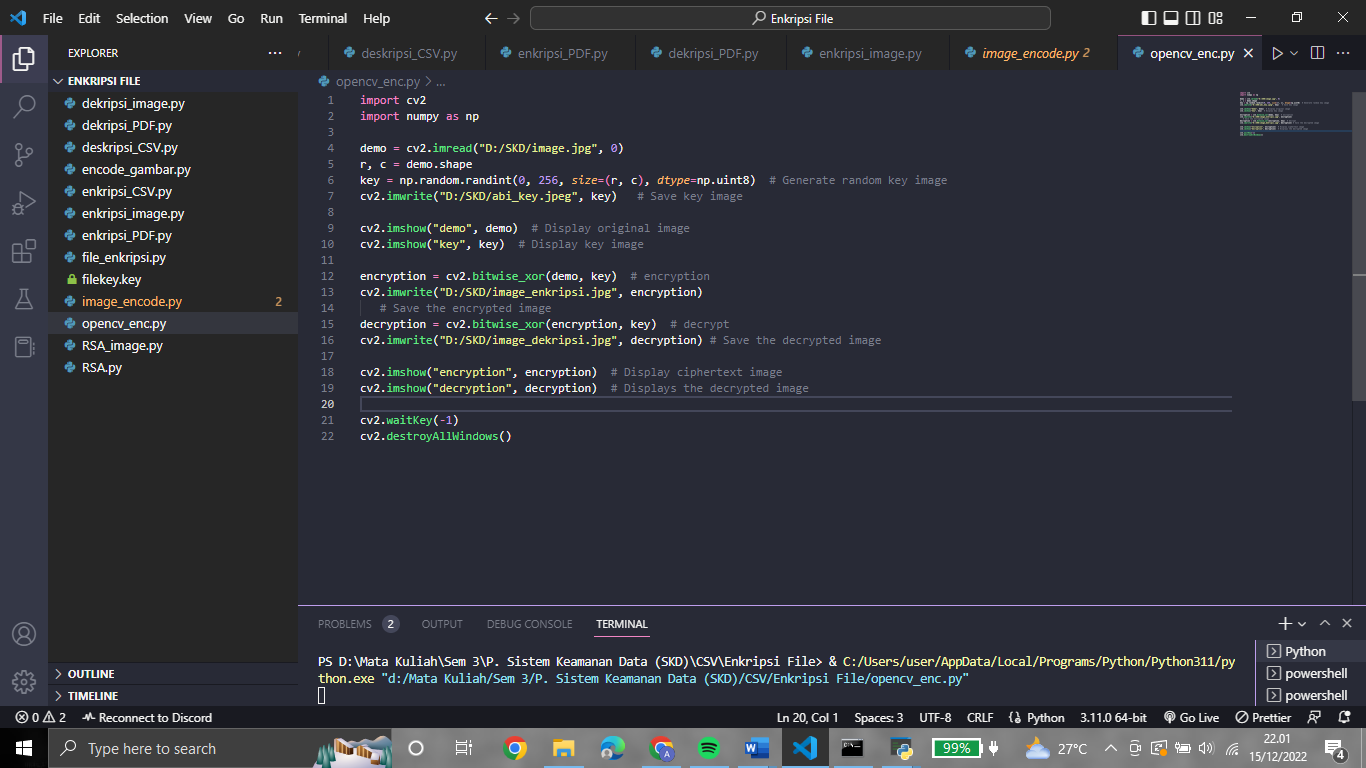 File Edit Selection View Go Run Terminal Help
Enkripsi File
EXPLORER
deskripsi_CSV.py
enkripsi_PDF.py
dekripsi_PDF.py
enkripsi_image.py
image_encode.py 2
opencv_enc.py
ENKRIPSI FILE
dekripsi_image.py
dekripsi_PDF.py
deskripsi_CSV.py
encode_gambar.py
enkripsi_CSV.py
enkripsi_image.py
enkripsi_PDF.py
file_enkripsi.py
filekey.key
image_encode.py 2
opencv_enc.py
RSA_image.py
RSA.py
OUTLINE
TIMELINE
opencv_enc.py > ...
1 import cv2
2 import numpy as np
3
4 demo = cv2.imread("D:/SKD/image.jpg", 0)
5 r, c = demo.shape
6 key = np.random.randint(0, 256, size=(r, c), dtype=np.uint8)  # Generate random key image
7 cv2.imwrite("D:/SKD/abi_key.jpeg", key)   # Save key image
8
9 cv2.imshow("demo", demo)  # Display original image
10 cv2.imshow("key", key)  # Display key image
11
12 encryption = cv2.bitwise_xor(demo, key)  # encryption
13 cv2.imwrite("D:/SKD/image_enkripsi.jpg", encryption)
14    # Save the encrypted image
15 decryption = cv2.bitwise_xor(encryption, key)  # decrypt
16 cv2.imwrite("D:/SKD/image_dekripsi.jpg", decryption) # Save the decrypted image
17
18 cv2.imshow("encryption", encryption)  # Display ciphertext image
19 cv2.imshow("decryption", decryption)  # Displays the decrypted image
20
21 cv2.waitKey(-1)
22 cv2.destroyAllWindows()
PROBLEMS 2 OUTPUT DEBUG CONSOLE TERMINAL
PS D:\Mata Kuliah\Sem 3\P. Sistem Keamanan Data (SKD)\CSV\Enkripsi File> & C:/Users/user/AppData/Local/Programs/Python/Python311/py
thon.exe "d:/Mata Kuliah/Sem 3/P. Sistem Keamanan Data (SKD)/CSV/Enkripsi File/opencv_enc.py"
Python
powershell
powershell
0 2 Reconnect to Discord
Ln 20, Col 1 Spaces: 3 UTF-8 CRLF Python 3.11.0 64-bit Go Live Prettier
Type here to search
99%
27°C
22.01
15/12/2022
4